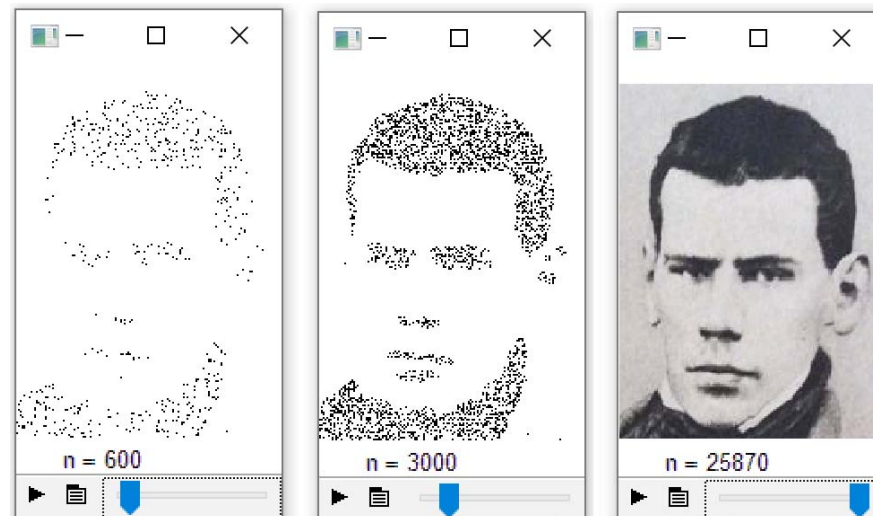 n = 600
n = 3000
n = 25870